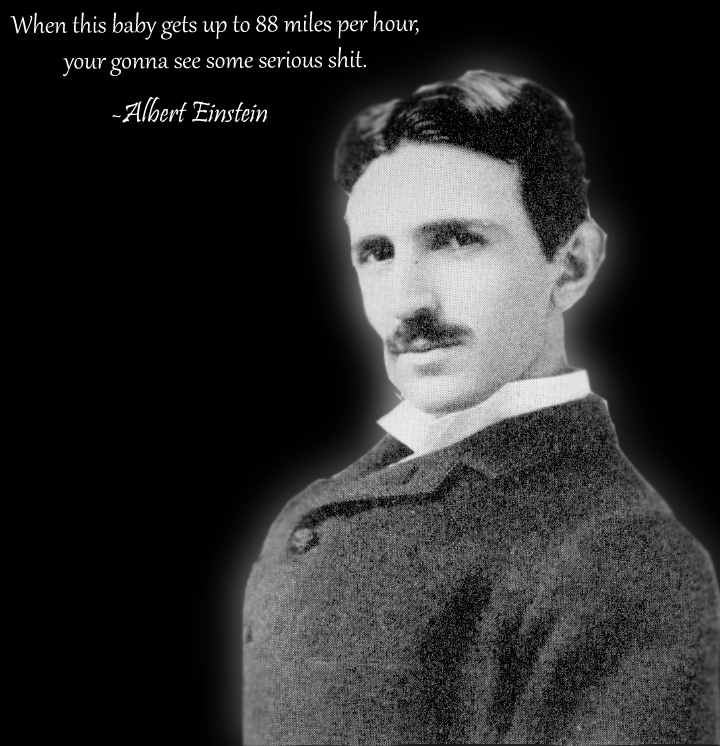 When this baby gets up to 88 miles per hour,
your gonna see some serious shit.
~Albert Einstein